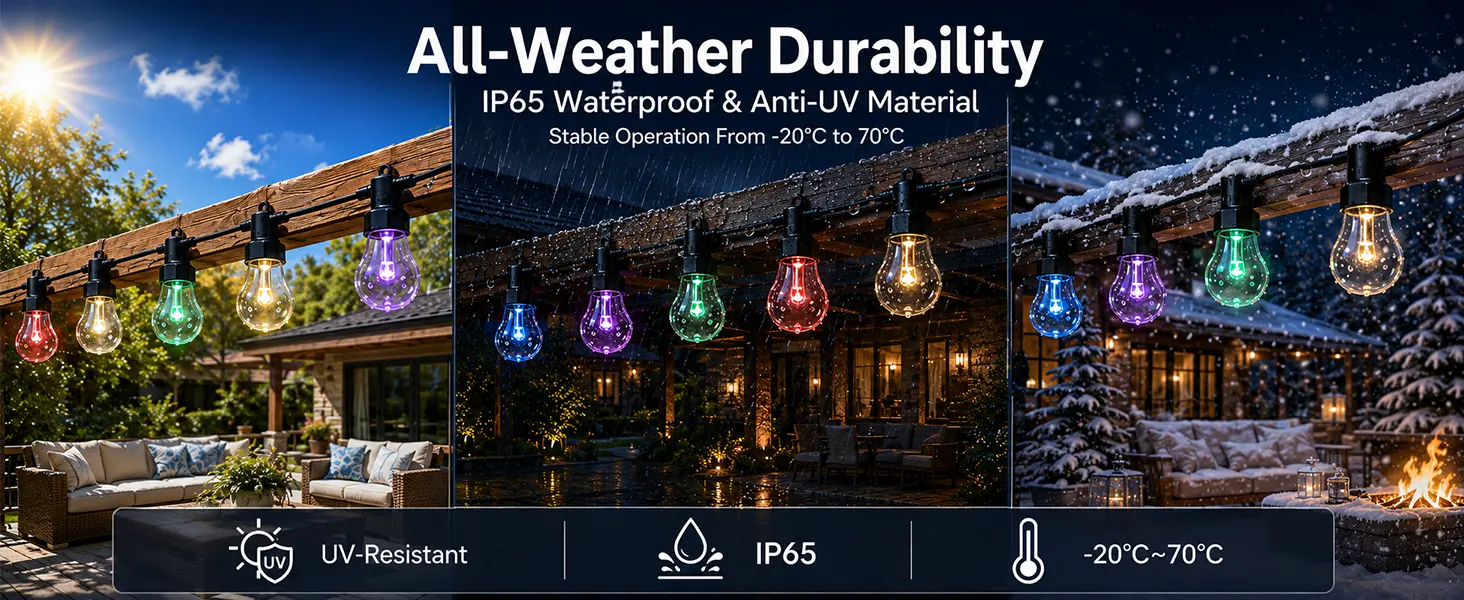 All-Weather Durability
IP65 Waterproof & Anti-UV Material
Stable Operation From -20°C to 70°C
UV
UV-Resistant
IP65
-20°C~70°C